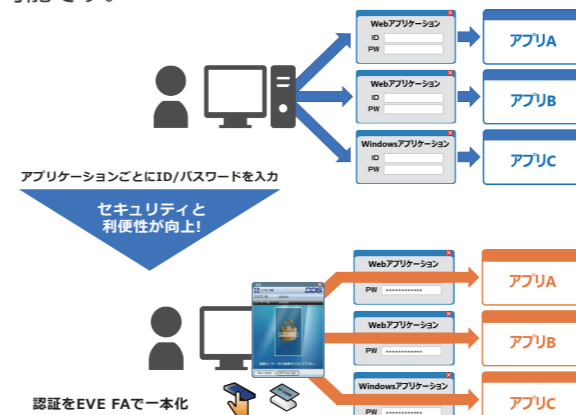 可能です。
Webアプリケーション
ID
PW
アプリA
Webアプリケーション
ID
PW
アプリB
Windowsアプリケーション
ID
PW
アプリC
アプリケーションごとにID/パスワードを入力
セキュリティと
利便性が向上!
DDS
Webアプリケーション
PW ************
アプリA
Webアプリケーション
PW ************
アプリB
Windowsアプリケーション
PW ************
アプリC
認証をEVE FAで一本化